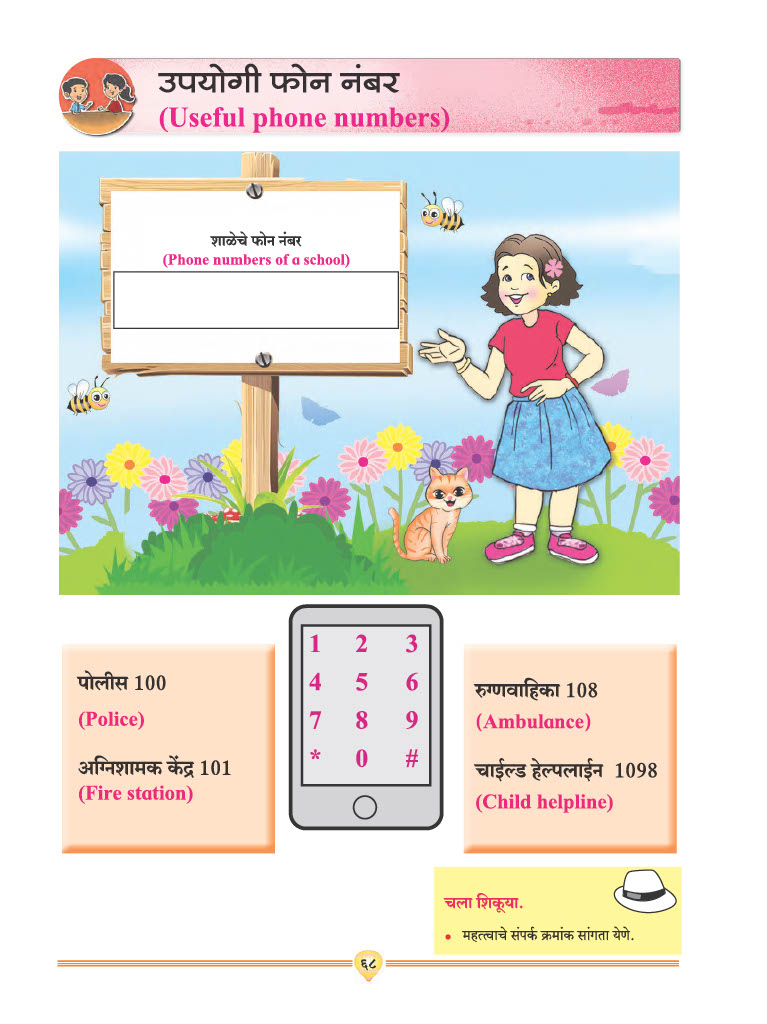 उपयोगी फोन नंबर
(Useful phone numbers)
शाळेचे फोन नंबर
(Phone numbers of a school)
पोलीस 100
(Police)
अग्निशामक केंद्र 101
(Fire station)
1 2 3
4 5 6
7 8 9
* 0 #
रुग्णवाहिका 108
(Ambulance)
चाईल्ड हेल्पलाईन 1098
(Child helpline)
चला शिकूया.
• महत्त्वाचे संपर्क क्रमांक सांगता येणे.
६८